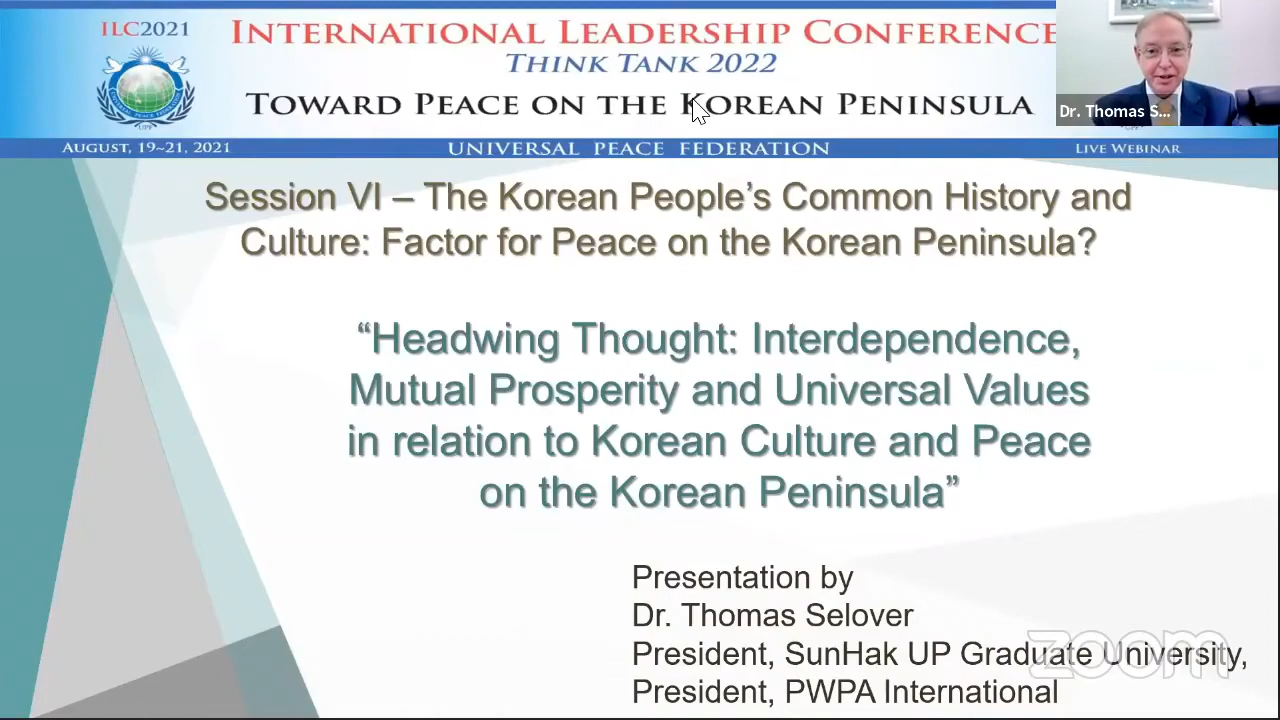 ILC2021
INTERNATIONAL LEADERSHIP CONFERENCE
THINK TANK 2022
TOWARD PEACE ON THE KOREAN PENINSULA
Dr. Thomas S...
AUGUST, 19~21, 2021
UNIVERSAL PEACE FEDERATION
LIVE WEBINAR
Session VI – The Korean People’s Common History and
Culture: Factor for Peace on the Korean Peninsula?
“Headwing Thought: Interdependence,
Mutual Prosperity and Universal Values
in relation to Korean Culture and Peace
on the Korean Peninsula”
Presentation by
Dr. Thomas Selover
President, SunHak UP Graduate University,
President, PWPA International
zoom